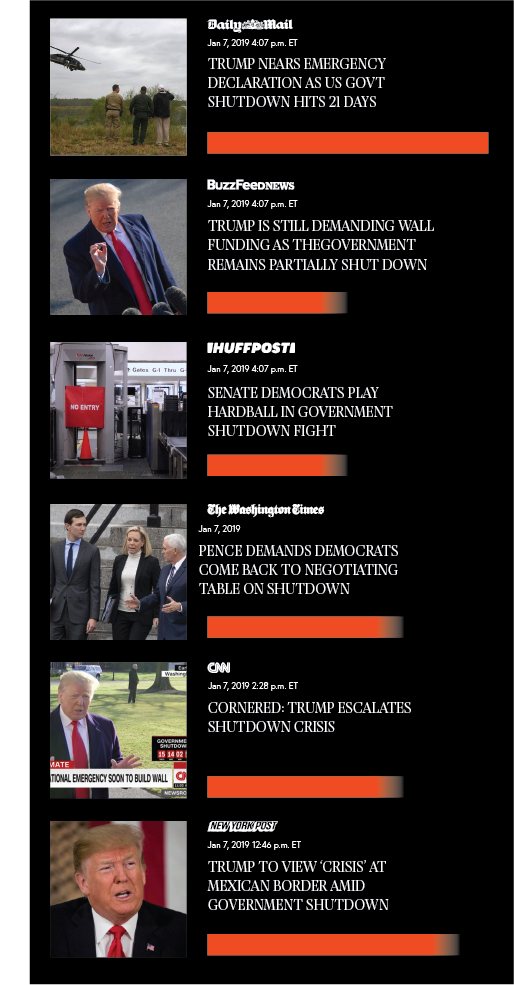 Daily Mail
Jan 7, 2019 4:07 p.m. ET
TRUMP NEARS EMERGENCY
DECLARATION AS US GOVT
SHUTDOWN HITS 21 DAYS
BuzzFeedNEWS
Jan 7, 2019 4:07 p.m. ET
TRUMP IS STILL DEMANDING WALL
FUNDING AS THEGOVERNMENT
REMAINS PARTIALLY SHUT DOWN
HUFFPOST
Jan 7, 2019 4:07 p.m. ET
SENATE DEMOCRATS PLAY
HARDBALL IN GOVERNMENT
SHUTDOWN FIGHT
Gates G-1 Thru G-
NO ENTRY
The Washington Times
Jan 7, 2019
PENCE DEMANDS DEMOCRATS
COME BACK TO NEGOTIATING
TABLE ON SHUTDOWN
CNN
Jan 7, 2019 2:28 p.m. ET
CORNERED: TRUMP ESCALATES
SHUTDOWN CRISIS
Washing
GOVERNME
SHUTDOW
15 14 02
MATE
TIONAL EMERGENCY SOON TO BUILD WALL
NEWSRO
NEW YORK POST
Jan 7, 2019 12:46 p.m. ET
TRUMP TO VIEW ‘CRISIS’ AT
MEXICAN BORDER AMID
GOVERNMENT SHUTDOWN